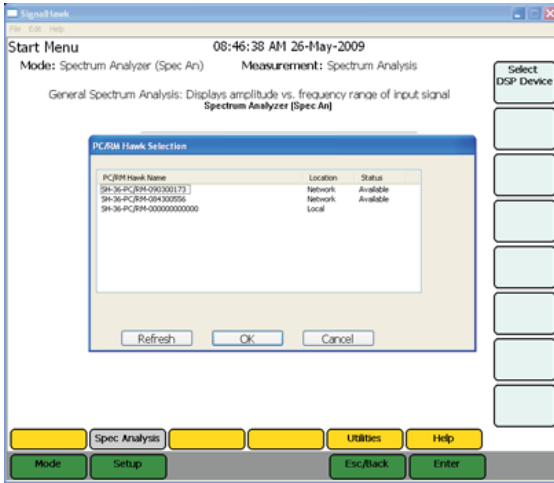 SignalHawk
File Edit Help
Start Menu 08:46:38 AM 26-May-2009
Mode: Spectrum Analyzer (Spec An) Measurement: Spectrum Analysis
Select
DSP Device
General Spectrum Analysis: Displays amplitude vs. frequency range of input signal
Spectrum Analyzer [Spec An]
PC/RM Hawk Selection
PC/RM Hawk Name Location Status
SH-36-PC/RM-090300173 Network Available
SH-36-PC/RM-084300556 Network Available
SH-36-PC/RM-000000000000 Local
Refresh OK Cancel
Spec Analysis Utilities Help
Mode Setup Esc/Back Enter